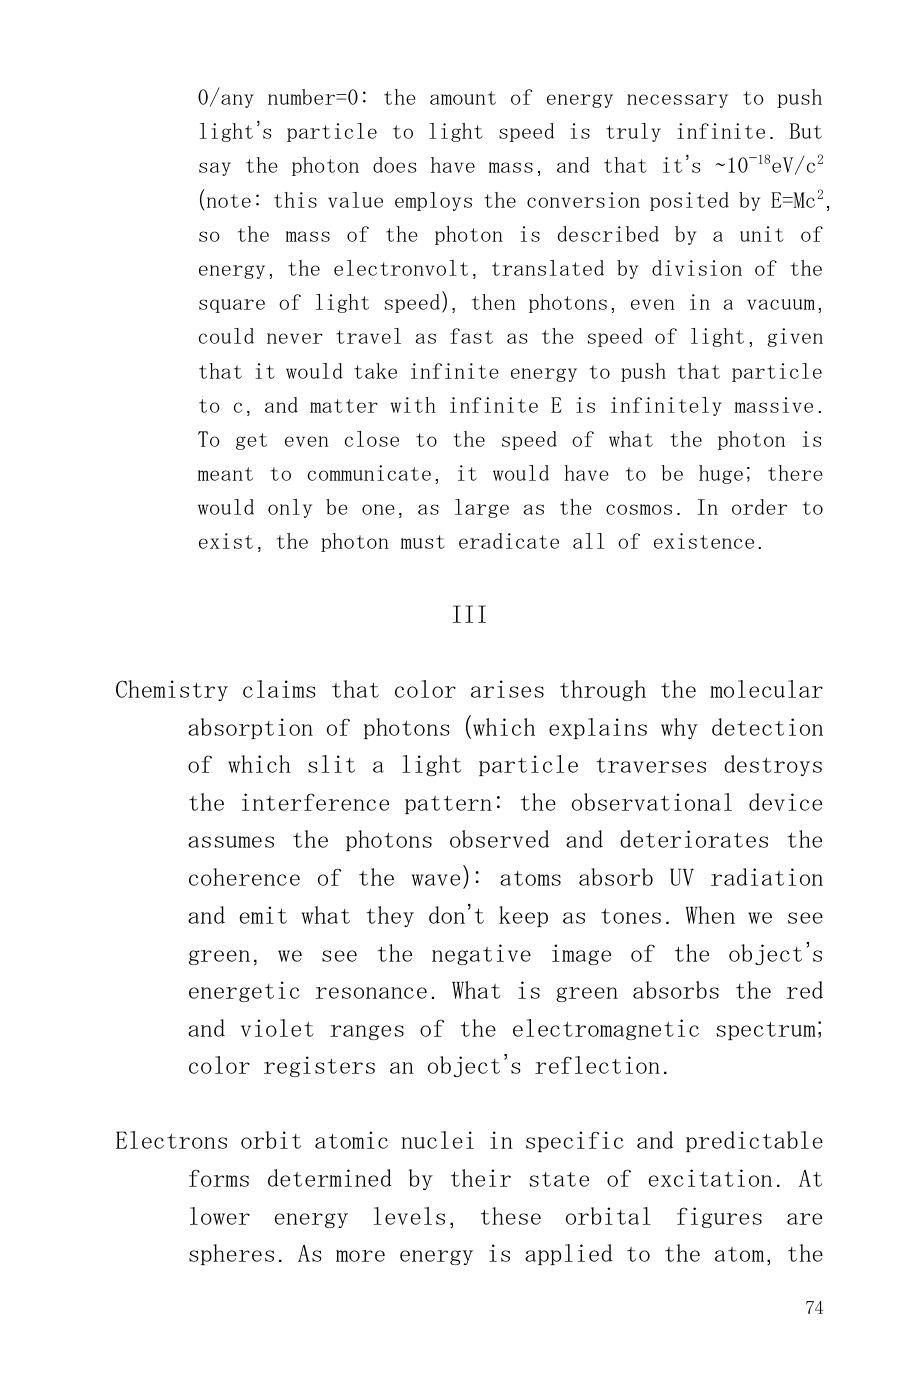 0/any number=0: the amount of energy necessary to push
light's particle to light speed is truly infinite. But
say the photon does have mass, and that it's ~10⁻¹⁸eV/c²
(note: this value employs the conversion posited by E=Mc²,
so the mass of the photon is described by a unit of
energy, the electronvolt, translated by division of the
square of light speed), then photons, even in a vacuum,
could never travel as fast as the speed of light, given
that it would take infinite energy to push that particle
to c, and matter with infinite E is infinitely massive.
To get even close to the speed of what the photon is
meant to communicate, it would have to be huge; there
would only be one, as large as the cosmos. In order to
exist, the photon must eradicate all of existence.
III
Chemistry claims that color arises through the molecular
absorption of photons (which explains why detection
of which slit a light particle traverses destroys
the interference pattern: the observational device
assumes the photons observed and deteriorates the
coherence of the wave): atoms absorb UV radiation
and emit what they don't keep as tones. When we see
green, we see the negative image of the object's
energetic resonance. What is green absorbs the red
and violet ranges of the electromagnetic spectrum;
color registers an object's reflection.
Electrons orbit atomic nuclei in specific and predictable
forms determined by their state of excitation. At
lower energy levels, these orbital figures are
spheres. As more energy is applied to the atom, the
74